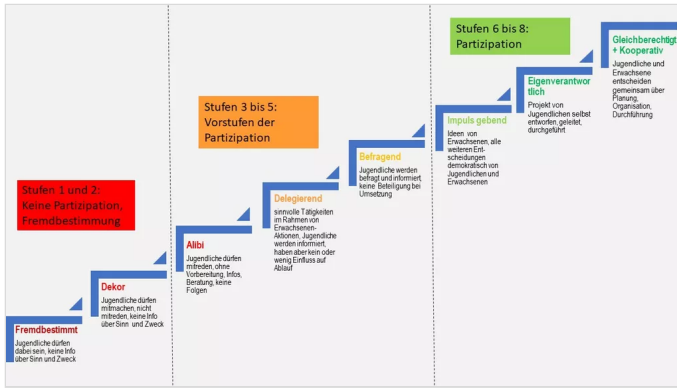 Stufen 1 und 2:
Keine Partizipation,
Fremdbestimmung
Fremdbestimmt
Jugendliche dürfen
dabei sein, keine Info
über Sinn und Zweck
Dekor
Jugendliche dürfen
mitmachen, nicht
mitreden, keine Info
über Sinn und Zweck
Stufen 3 bis 5:
Vorstufen der
Partizipation
Alibi
Jugendliche dürfen
mitreden, ohne
Vorbereitung, Infos,
Beratung, keine
Folgen
Delegierend
sinnvolle Tätigkeiten
im Rahmen von
Erwachsenen-
Aktionen, Jugendliche
werden informiert,
haben aber kein oder
wenig Einfluss auf
Ablauf
Befragend
Jugendliche werden
befragt und informiert,
keine Beteiligung bei
Umsetzung
Stufen 6 bis 8:
Partizipation
Impuls gebend
Ideen von
Erwachsenen, alle
weiteren Ent-
scheidungen
demokratisch von
Jugendlichen und
Erwachsenen
Eigenverantwor
tlich
Projekt von
Jugendlichen selbst
entworfen, geleitet,
durchgeführt
Gleichberechtigt
+ Kooperativ
Jugendliche und
Erwachsene
entscheiden
gemeinsam über
Planung,
Organisation,
Durchführung